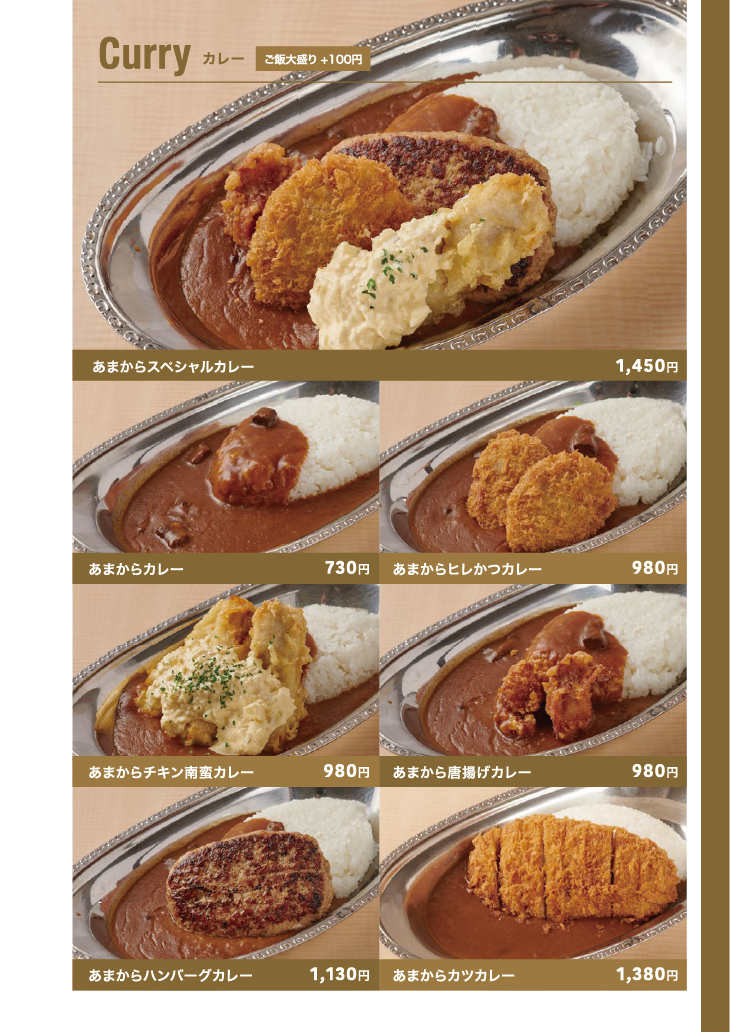 Curry カレー ご飯大盛り +100円
あまからスペシャルカレー 1,450円
あまからカレー 730円
あまからヒレかつカレー 980円
あまからチキン南蛮カレー 980円
あまから唐揚げカレー 980円
あまからハンバーグカレー 1,130円
あまからカツカレー 1,380円